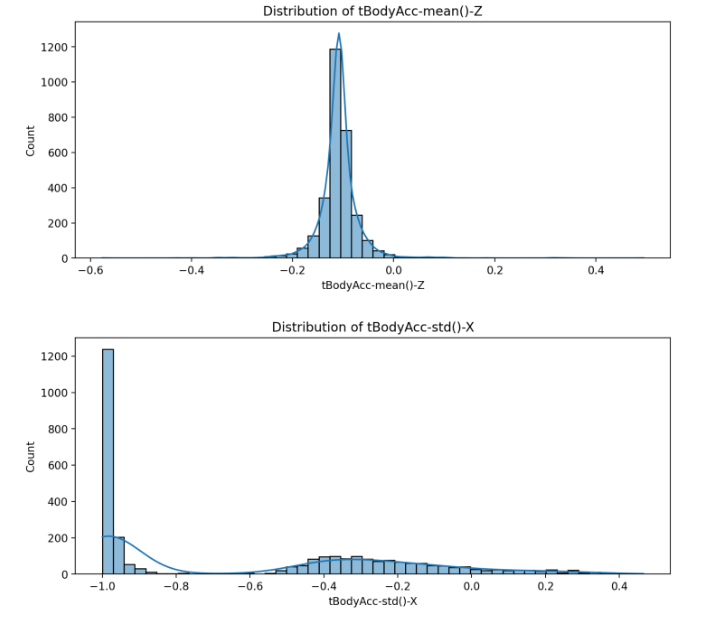 Distribution of tBodyAcc-mean()-Z
1200
1000
800
600
400
200
0
Count
−0.6 −0.4 −0.2 0.0 0.2 0.4
tBodyAcc-mean()-Z
Distribution of tBodyAcc-std()-X
1200
1000
800
600
400
200
0
Count
−1.0 −0.8 −0.6 −0.4 −0.2 0.0 0.2 0.4
tBodyAcc-std()-X